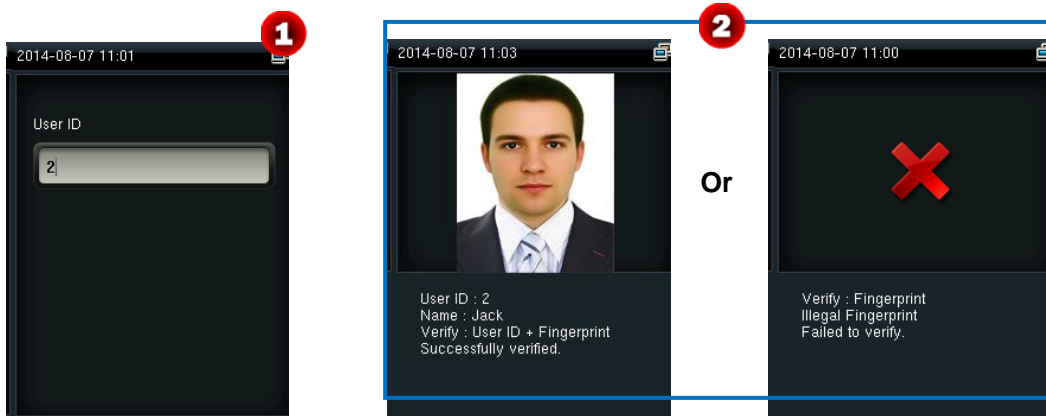 1
2014-08-07 11:01
User ID
2
2
2014-08-07 11:03
User ID : 2
Name : Jack
Verify : User ID + Fingerprint
Successfully verified.
Or
2014-08-07 11:00
Verify : Fingerprint
Illegal Fingerprint
Failed to verify.